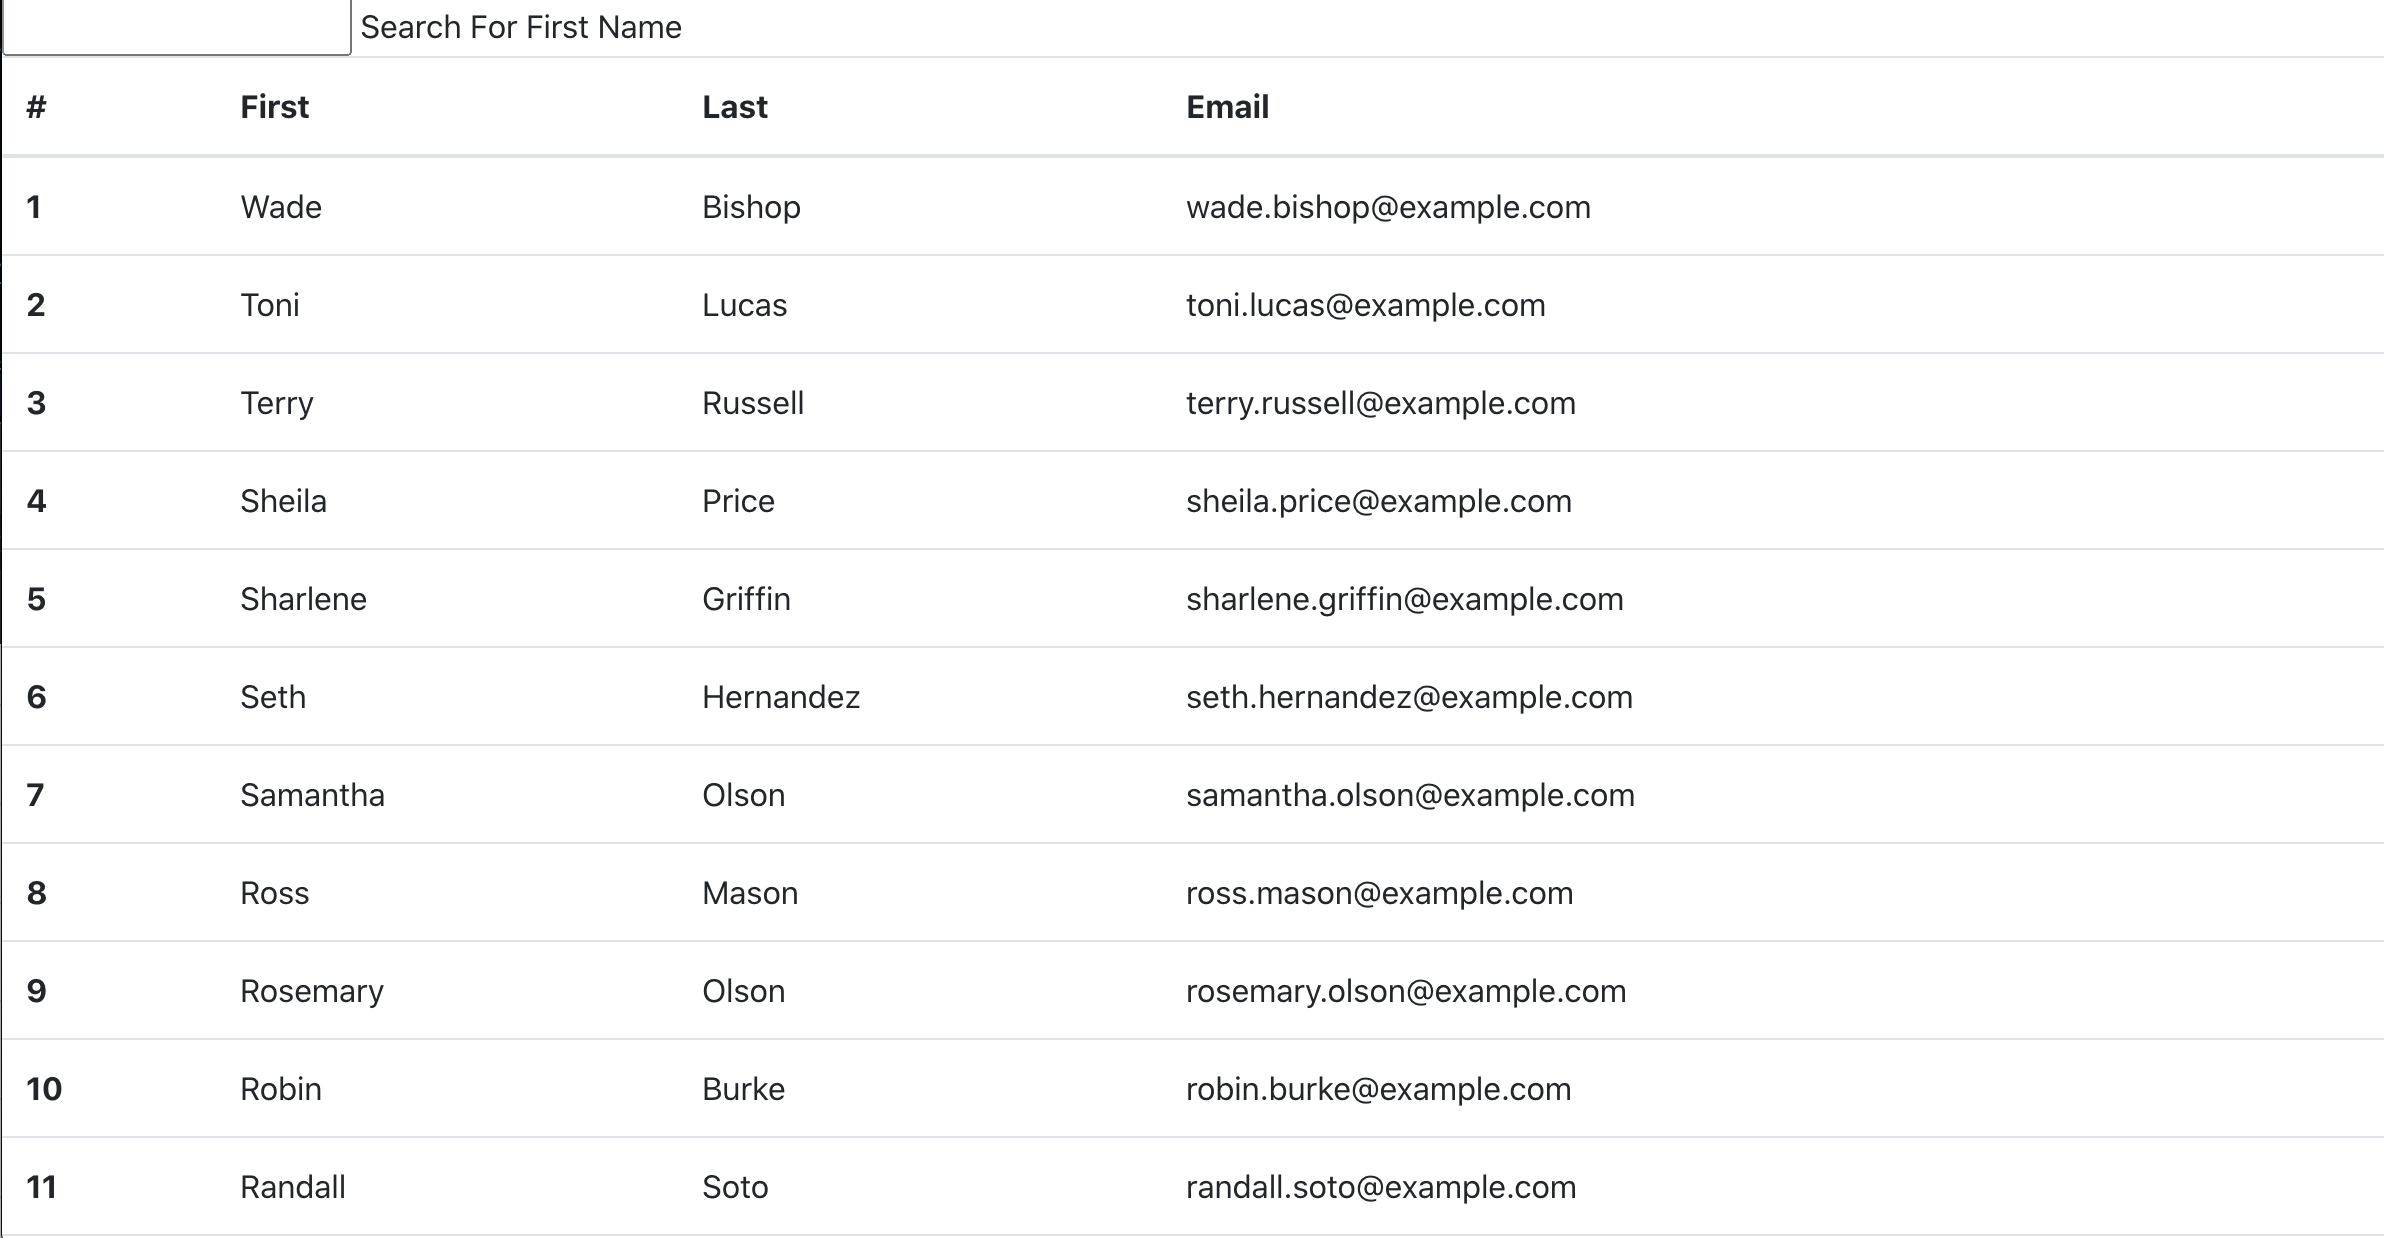 Search For First Name
# First Last Email
1 Wade Bishop wade.bishop@example.com
2 Toni Lucas toni.lucas@example.com
3 Terry Russell terry.russell@example.com
4 Sheila Price sheila.price@example.com
5 Sharlene Griffin sharlene.griffin@example.com
6 Seth Hernandez seth.hernandez@example.com
7 Samantha Olson samantha.olson@example.com
8 Ross Mason ross.mason@example.com
9 Rosemary Olson rosemary.olson@example.com
10 Robin Burke robin.burke@example.com
11 Randall Soto randall.soto@example.com